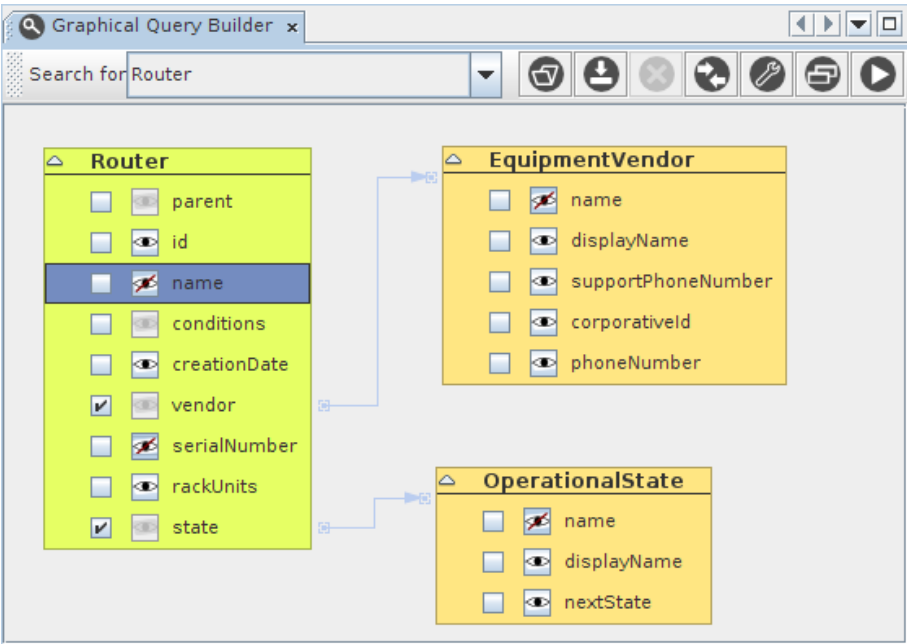 Graphical Query Builder x
Search for Router
Router
parent
id
name
conditions
creationDate
vendor
serialNumber
rackUnits
state
EquipmentVendor
name
displayName
supportPhoneNumber
corporativeId
phoneNumber
OperationalState
name
displayName
nextState